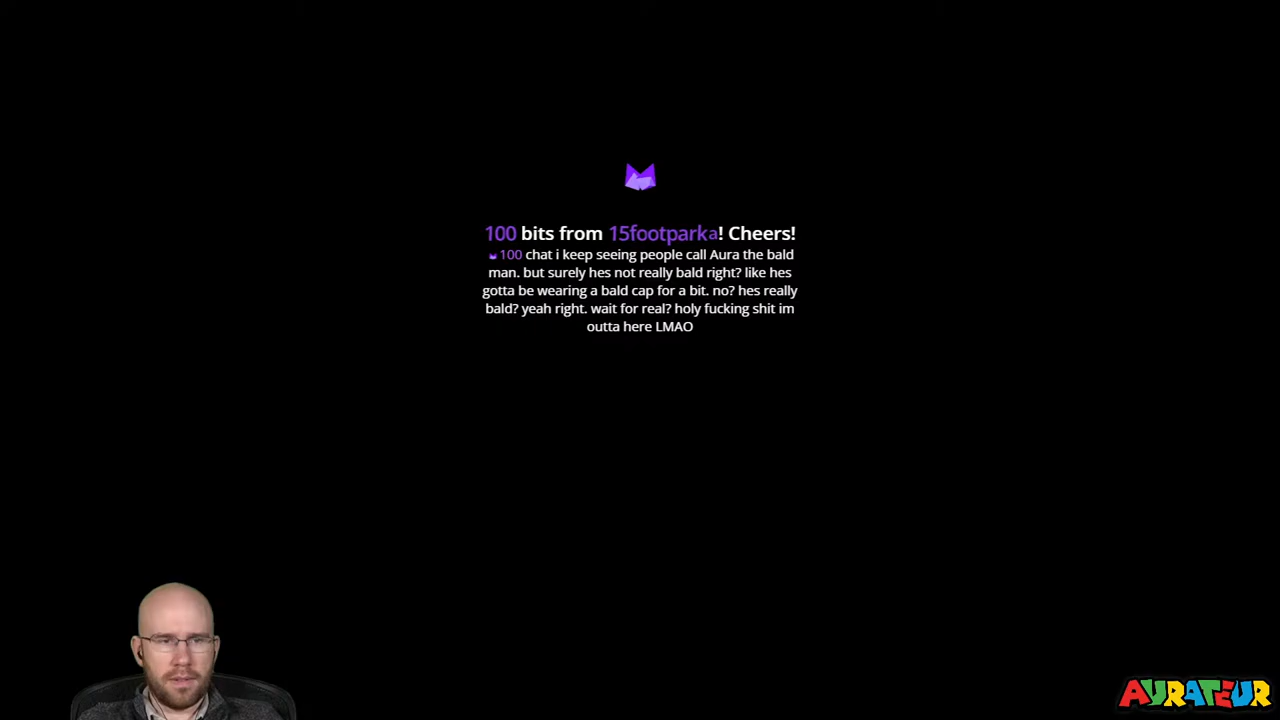 100 bits from 15footparka! Cheers!
100 chat i keep seeing people call Aura the bald
man. but surely hes not really bald right? like hes
gotta be wearing a bald cap for a bit. no? hes really
bald? yeah right. wait for real? holy fucking shit im
outta here LMAO
AURATEUR